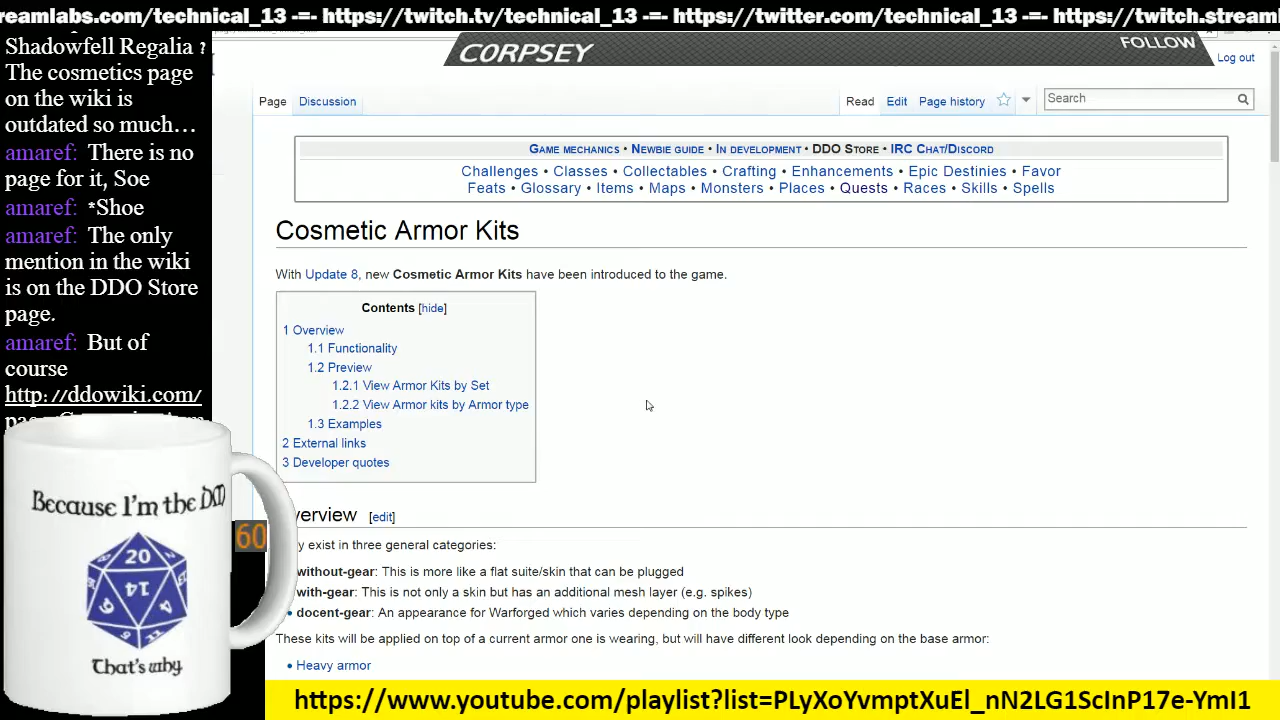 reamlabs.com/technical_13 -=- https://twitch.tv/technical_13 -=- https://twitter.com/technical_13 -=- https://twitch.streaml
Shadowfell Regalia ?
The cosmetics page
on the wiki is
outdated so much…
amaref: There is no
page for it, Soe
amaref: *Shoe
amaref: The only
mention in the wiki
is on the DDO Store
page.
amaref: But of
course
http://ddowiki.com/
CORPSEY
FOLLOW
Log out
Page Discussion Read Edit Page history Search
GAME MECHANICS • NEWBIE GUIDE • IN DEVELOPMENT • DDO STORE • IRC CHAT/DISCORD
Challenges • Classes • Collectables • Crafting • Enhancements • Epic Destinies • Favor
Feats • Glossary • Items • Maps • Monsters • Places • Quests • Races • Skills • Spells
Cosmetic Armor Kits
With Update 8, new Cosmetic Armor Kits have been introduced to the game.
Contents [hide]
1 Overview
1.1 Functionality
1.2 Preview
1.2.1 View Armor Kits by Set
1.2.2 View Armor kits by Armor type
1.3 Examples
2 External links
3 Developer quotes
verview [edit]
y exist in three general categories:
without-gear: This is more like a flat suite/skin that can be plugged
with-gear: This is not only a skin but has an additional mesh layer (e.g. spikes)
• docent-gear: An appearance for Warforged which varies depending on the body type
These kits will be applied on top of a current armor one is wearing, but will have different look depending on the base armor:
• Heavy armor
60
Because I'm the DM
20
14
That's why.
https://www.youtube.com/playlist?list=PLyXoYvmptXuEl_nN2LG1ScInP17e-YmI1